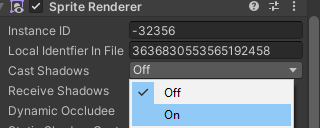 Sprite Renderer
Instance ID -32356
Local Identfier In File 3636830553565192458
Cast Shadows Off
Receive Shadows Off
Dynamic Occludee On